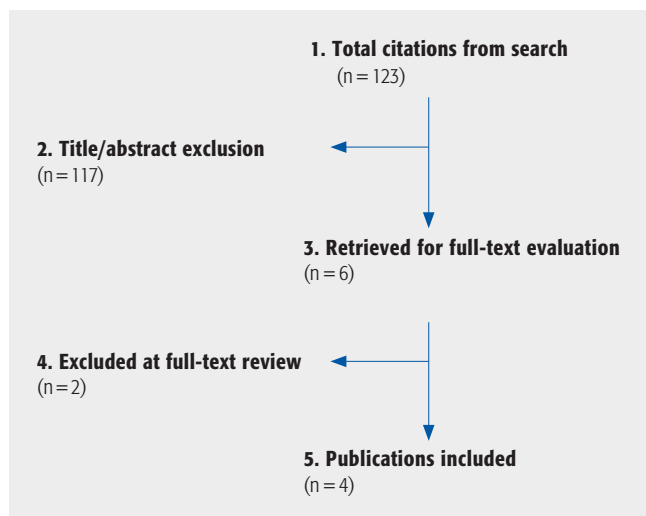 1. Total citations from search
(n = 123)
2. Title/abstract exclusion
(n = 117)
3. Retrieved for full-text evaluation
(n = 6)
4. Excluded at full-text review
(n = 2)
5. Publications included
(n = 4)